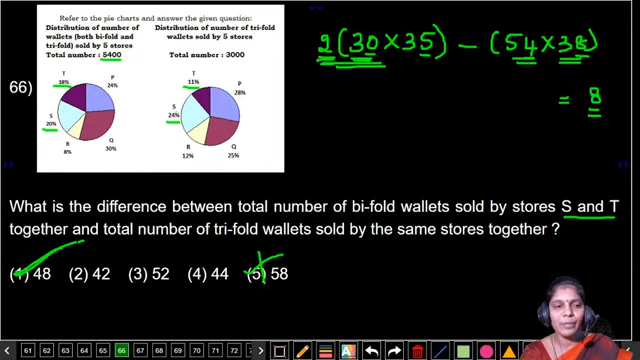 Refer to the pie charts and answer the given question:
Distribution of number of wallets (both bi-fold and tri-fold) sold by 5 stores
Total number : 5400
Distribution of number of tri-fold wallets sold by 5 stores
Total number : 3000
T
18%
P
24%
S
20%
R
8%
Q
30%
T
11%
P
28%
S
24%
R
12%
Q
25%
66)
2 (30 × 35) − (54 × 38)
= 8
What is the difference between total number of bi-fold wallets sold by stores S and T
together and total number of tri-fold wallets sold by the same stores together ?
(1) 48 (2) 42 (3) 52 (4) 44 (5) 58
61 62 63 64 65 66 67 68 69 70 71 72 73 74 75 7